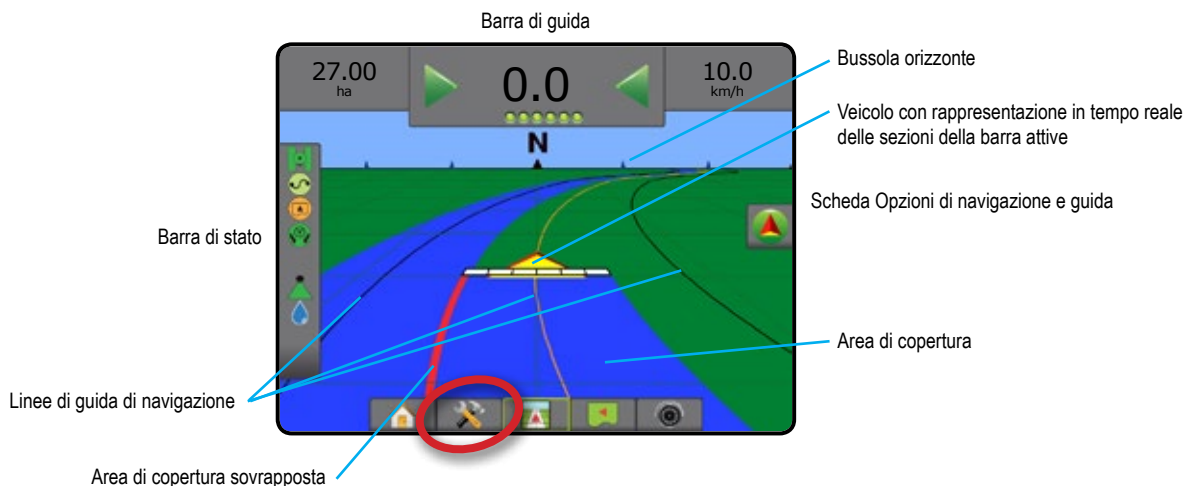 Barra di guida
27.00
ha
0.0
10.0
km/h
N
Bussola orizzonte
Veicolo con rappresentazione in tempo reale
delle sezioni della barra attive
Scheda Opzioni di navigazione e guida
Barra di stato
Area di copertura
Linee di guida di navigazione
Area di copertura sovrapposta